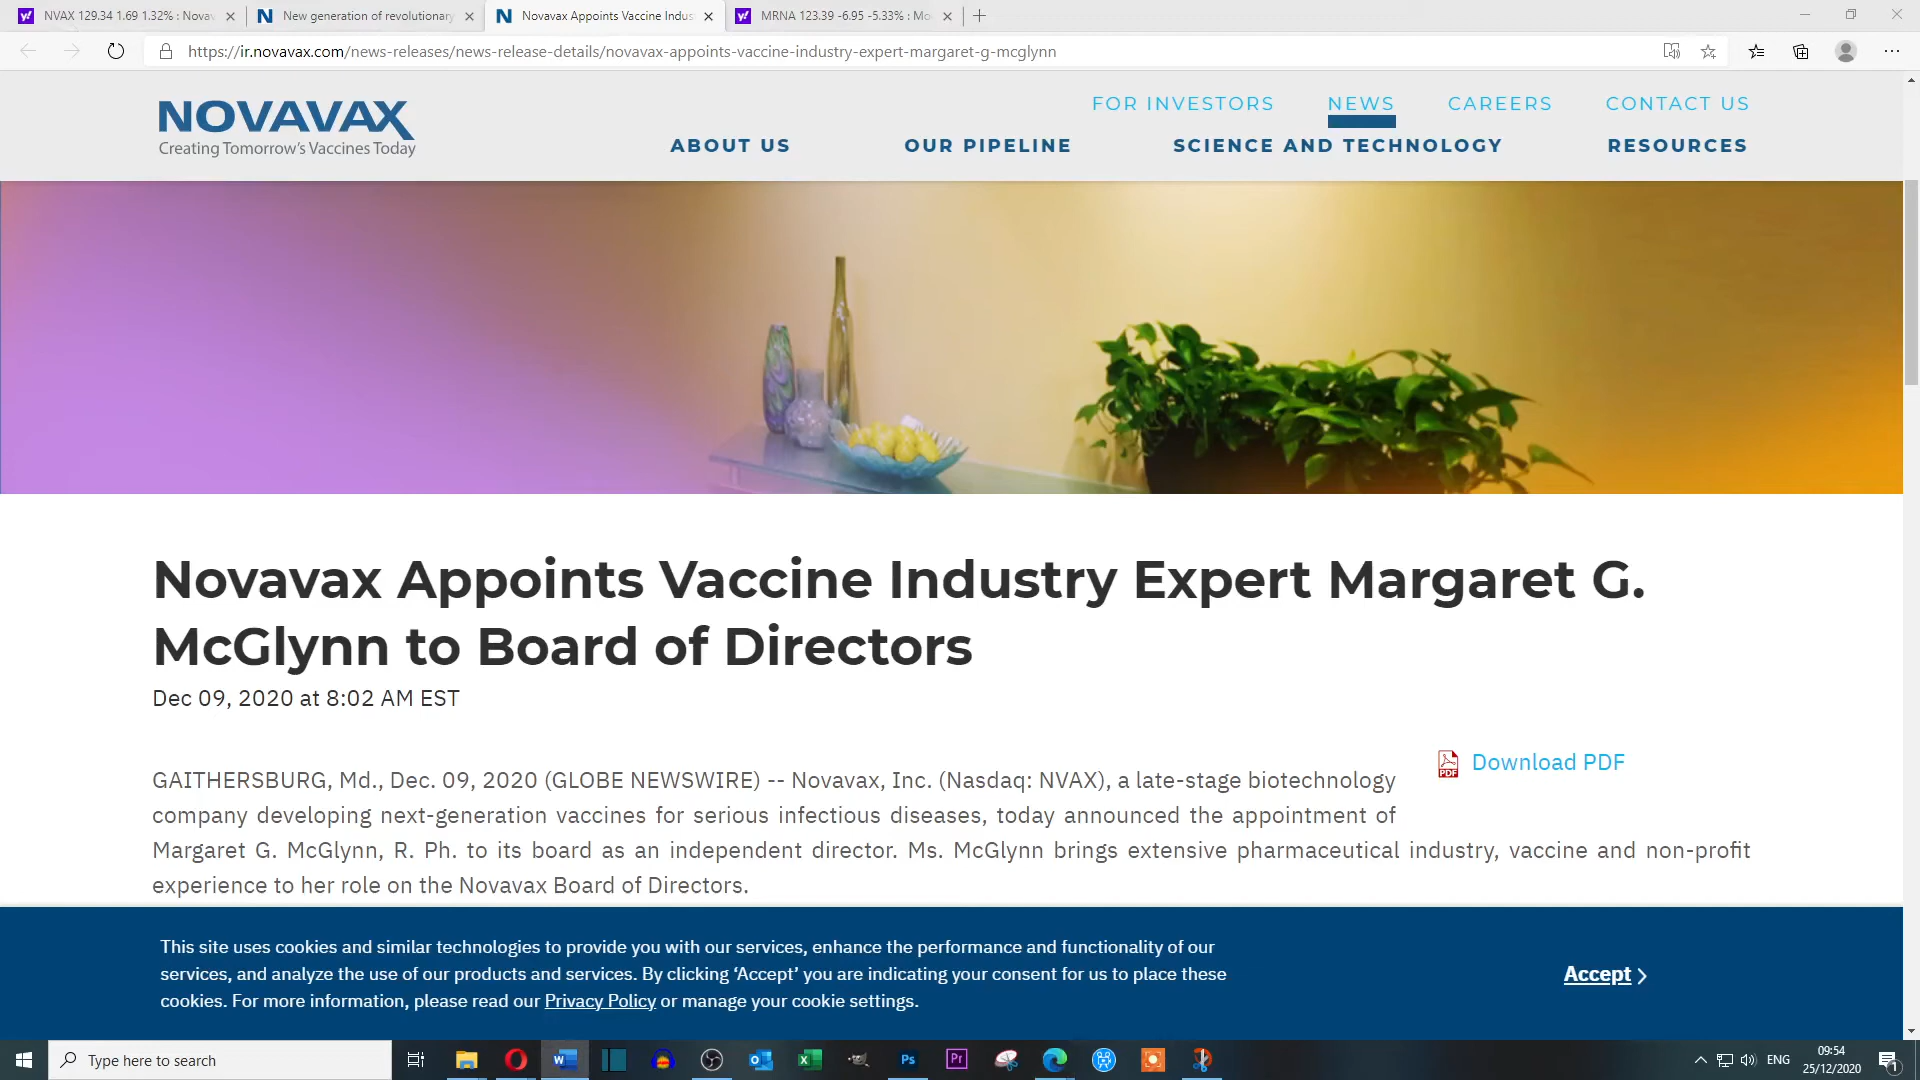 NVAX 129.34 1.69 1.32% : Nova
New generation of revolutionary
Novavax Appoints Vaccine Indus
MRNA 123.39 -6.95 -5.33% : Mo
https://ir.novavax.com/news-releases/news-release-details/novavax-appoints-vaccine-industry-expert-margaret-g-mcglynn
NOVAVAX
Creating Tomorrow's Vaccines Today
FOR INVESTORS NEWS CAREERS CONTACT US
ABOUT US OUR PIPELINE SCIENCE AND TECHNOLOGY RESOURCES
Novavax Appoints Vaccine Industry Expert Margaret G.
McGlynn to Board of Directors
Dec 09, 2020 at 8:02 AM EST
PDF Download PDF
GAITHERSBURG, Md., Dec. 09, 2020 (GLOBE NEWSWIRE) -- Novavax, Inc. (Nasdaq: NVAX), a late-stage biotechnology
company developing next-generation vaccines for serious infectious diseases, today announced the appointment of
Margaret G. McGlynn, R. Ph. to its board as an independent director. Ms. McGlynn brings extensive pharmaceutical industry, vaccine and non-profit
experience to her role on the Novavax Board of Directors.
This site uses cookies and similar technologies to provide you with our services, enhance the performance and functionality of our
services, and analyze the use of our products and services. By clicking ‘Accept’ you are indicating your consent for us to place these
cookies. For more information, please read our Privacy Policy or manage your cookie settings.
Accept
Type here to search
Ps
Pr
ENG
09:54
25/12/2020
1